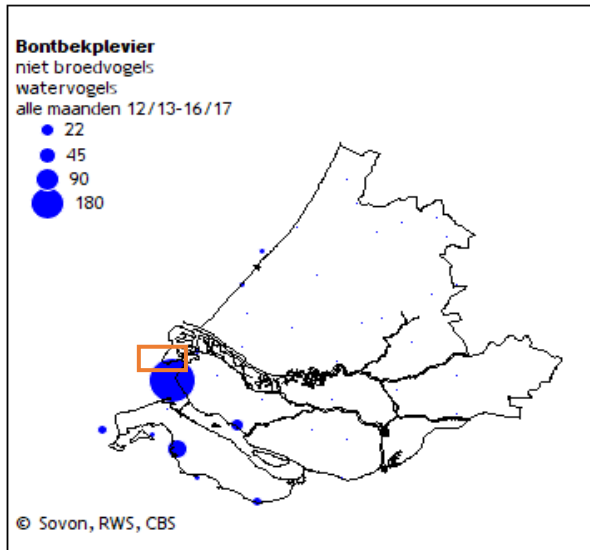 Bontbekplevier
niet broedvogels
watervogels
alle maanden 12/13-16/17
22
45
90
180
© Sovon, RWS, CBS